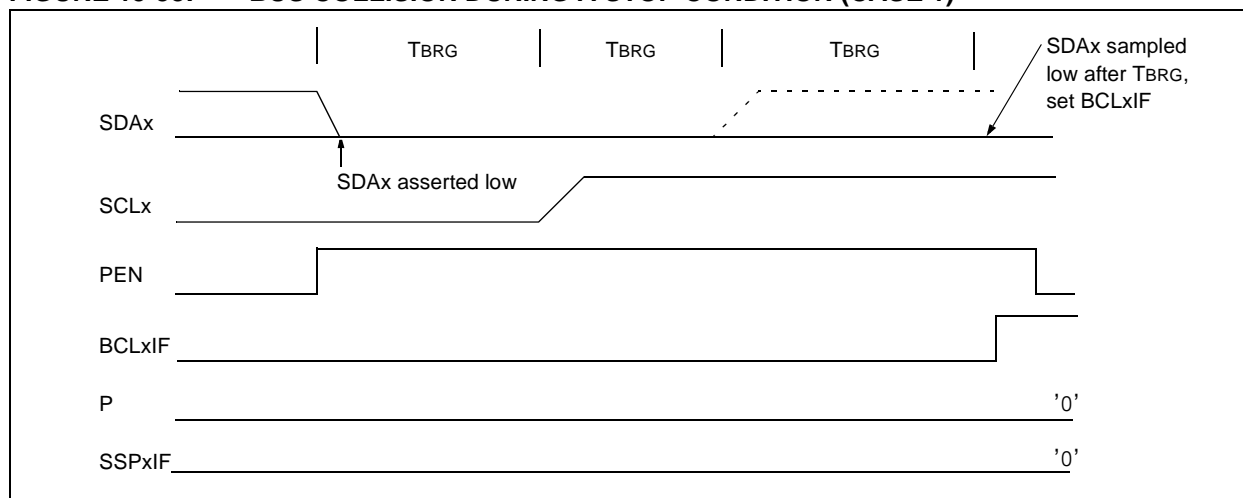 TBRG TBRG TBRG
SDAx sampled
low after TBRG,
set BCLxIF
SDAx
SDAx asserted low
SCLx
PEN
BCLxIF
P '0'
SSPxIF '0'